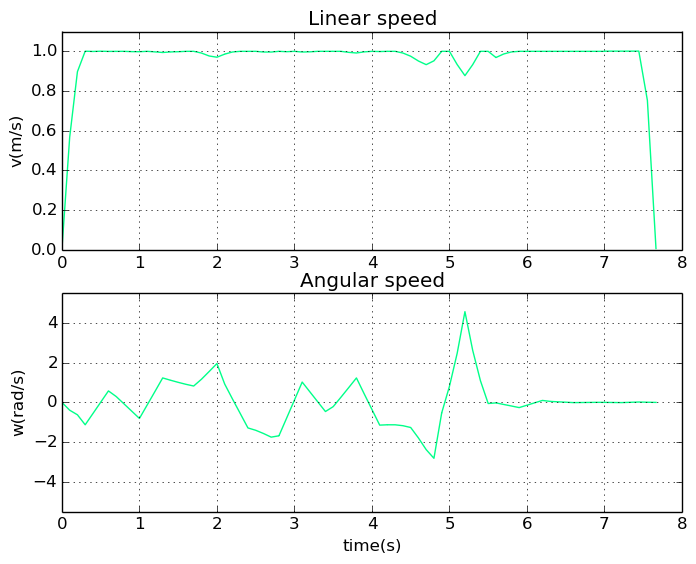 Linear speed
1.0
0.8
0.6
0.4
0.2
0.0
v(m/s)
0 1 2 3 4 5 6 7 8
Angular speed
4
2
0
−2
−4
w(rad/s)
0 1 2 3 4 5 6 7 8
time(s)